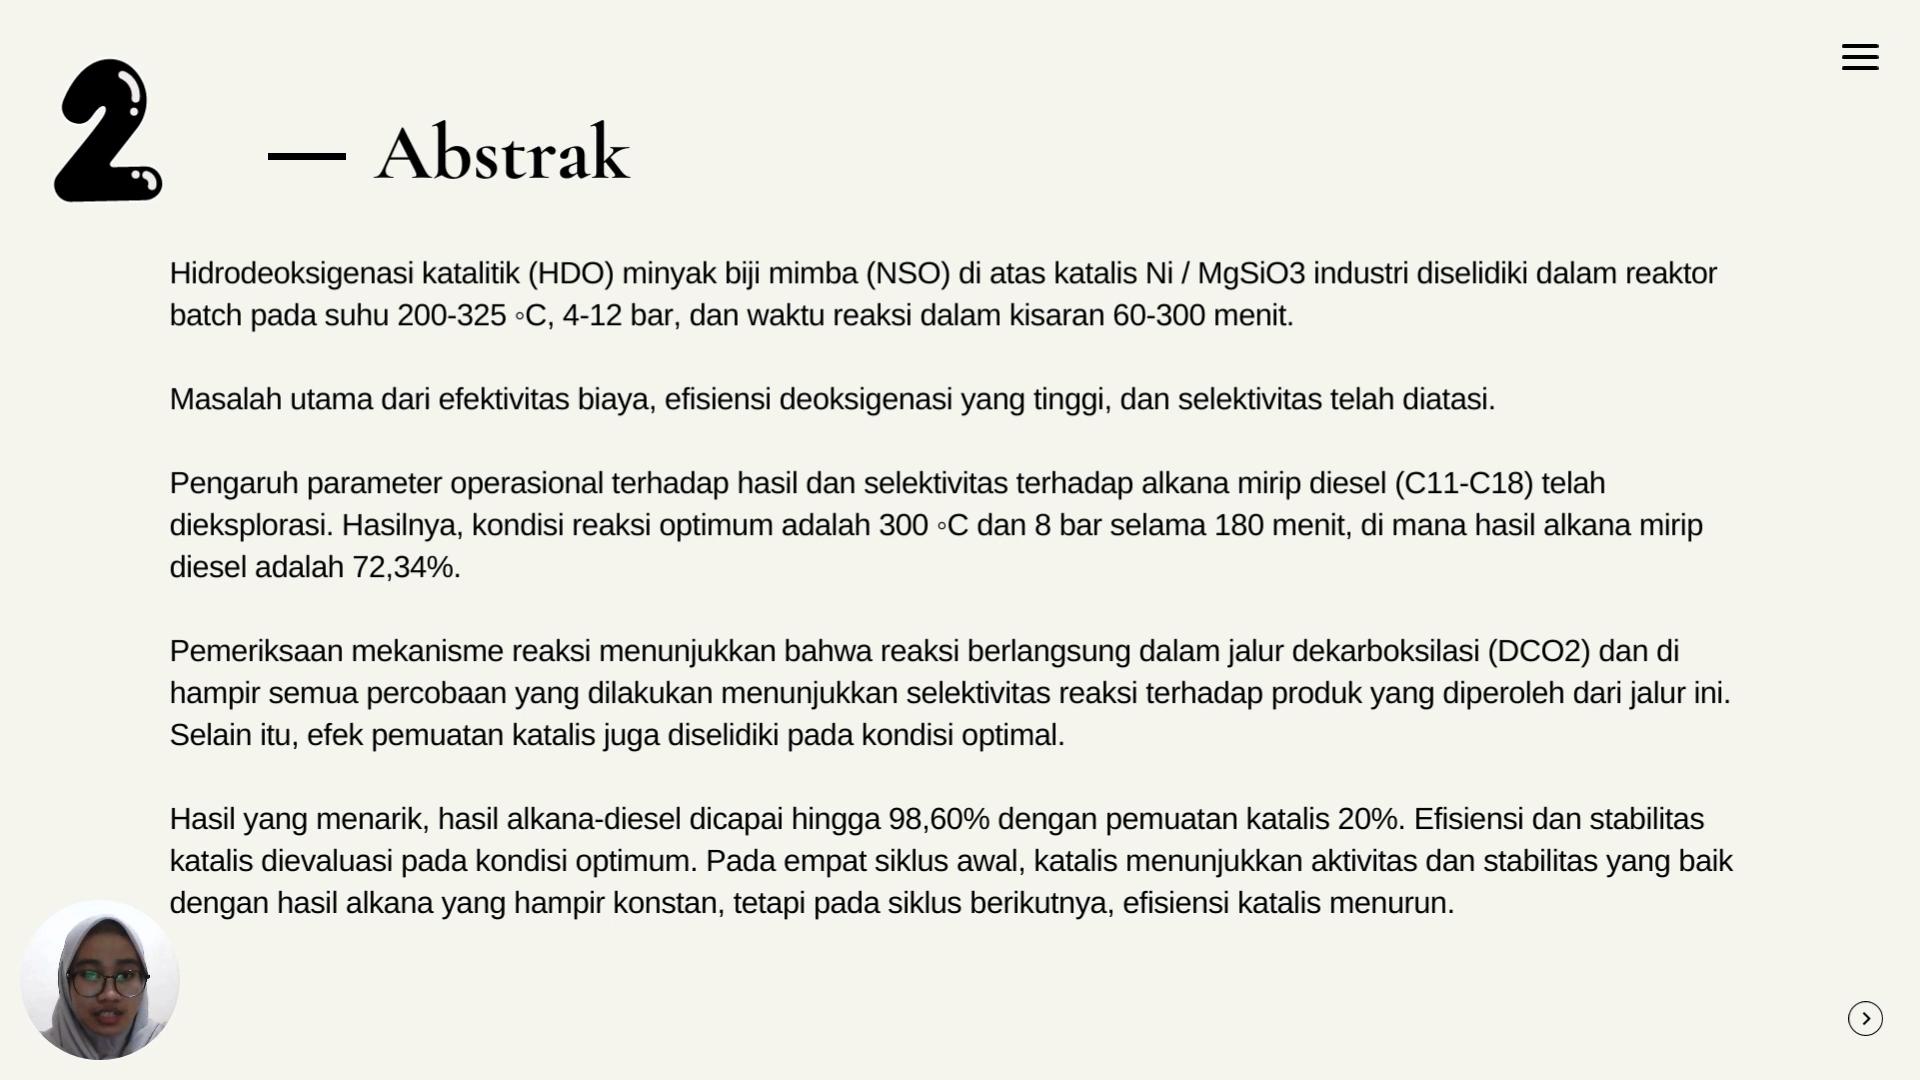 2
— Abstrak
Hidrodeoksigenasi katalitik (HDO) minyak biji mimba (NSO) di atas katalis Ni / MgSiO3 industri diselidiki dalam reaktor
batch pada suhu 200-325 ◦C, 4-12 bar, dan waktu reaksi dalam kisaran 60-300 menit.
Masalah utama dari efektivitas biaya, efisiensi deoksigenasi yang tinggi, dan selektivitas telah diatasi.
Pengaruh parameter operasional terhadap hasil dan selektivitas terhadap alkana mirip diesel (C11-C18) telah
dieksplorasi. Hasilnya, kondisi reaksi optimum adalah 300 ◦C dan 8 bar selama 180 menit, di mana hasil alkana mirip
diesel adalah 72,34%.
Pemeriksaan mekanisme reaksi menunjukkan bahwa reaksi berlangsung dalam jalur dekarboksilasi (DCO2) dan di
hampir semua percobaan yang dilakukan menunjukkan selektivitas reaksi terhadap produk yang diperoleh dari jalur ini.
Selain itu, efek pemuatan katalis juga diselidiki pada kondisi optimal.
Hasil yang menarik, hasil alkana-diesel dicapai hingga 98,60% dengan pemuatan katalis 20%. Efisiensi dan stabilitas
katalis dievaluasi pada kondisi optimum. Pada empat siklus awal, katalis menunjukkan aktivitas dan stabilitas yang baik
dengan hasil alkana yang hampir konstan, tetapi pada siklus berikutnya, efisiensi katalis menurun.